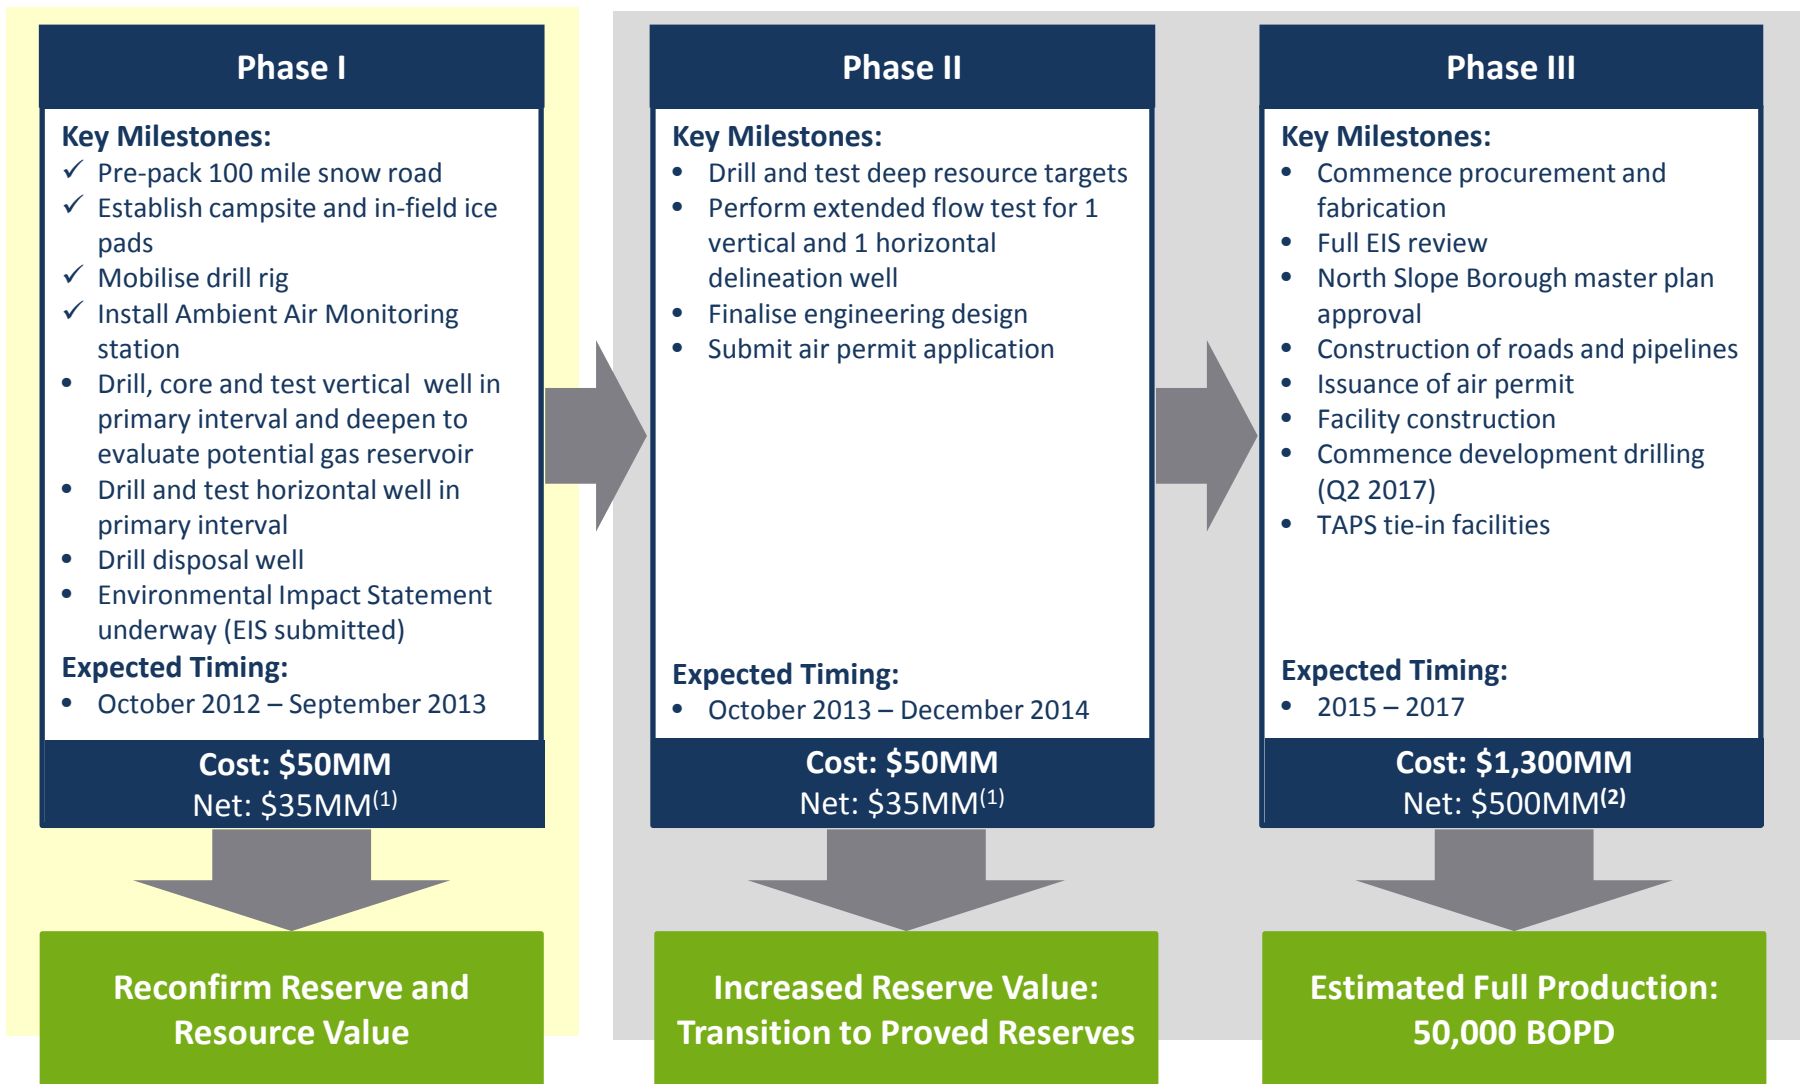 Phase I
Key Milestones:
✓ Pre-pack 100 mile snow road
✓ Establish campsite and in-field ice
pads
✓ Mobilise drill rig
✓ Install Ambient Air Monitoring
station
• Drill, core and test vertical well in
primary interval and deepen to
evaluate potential gas reservoir
• Drill and test horizontal well in
primary interval
• Drill disposal well
• Environmental Impact Statement
underway (EIS submitted)
Expected Timing:
• October 2012 – September 2013
Cost: $50MM
Net: $35MM(1)
Reconfirm Reserve and
Resource Value
Phase II
Key Milestones:
• Drill and test deep resource targets
• Perform extended flow test for 1
vertical and 1 horizontal
delineation well
• Finalise engineering design
• Submit air permit application
Expected Timing:
• October 2013 – December 2014
Cost: $50MM
Net: $35MM(1)
Increased Reserve Value:
Transition to Proved Reserves
Phase III
Key Milestones:
• Commence procurement and
fabrication
• Full EIS review
• North Slope Borough master plan
approval
• Construction of roads and pipelines
• Issuance of air permit
• Facility construction
• Commence development drilling
(Q2 2017)
• TAPS tie-in facilities
Expected Timing:
• 2015 – 2017
Cost: $1,300MM
Net: $500MM(2)
Estimated Full Production:
50,000 BOPD